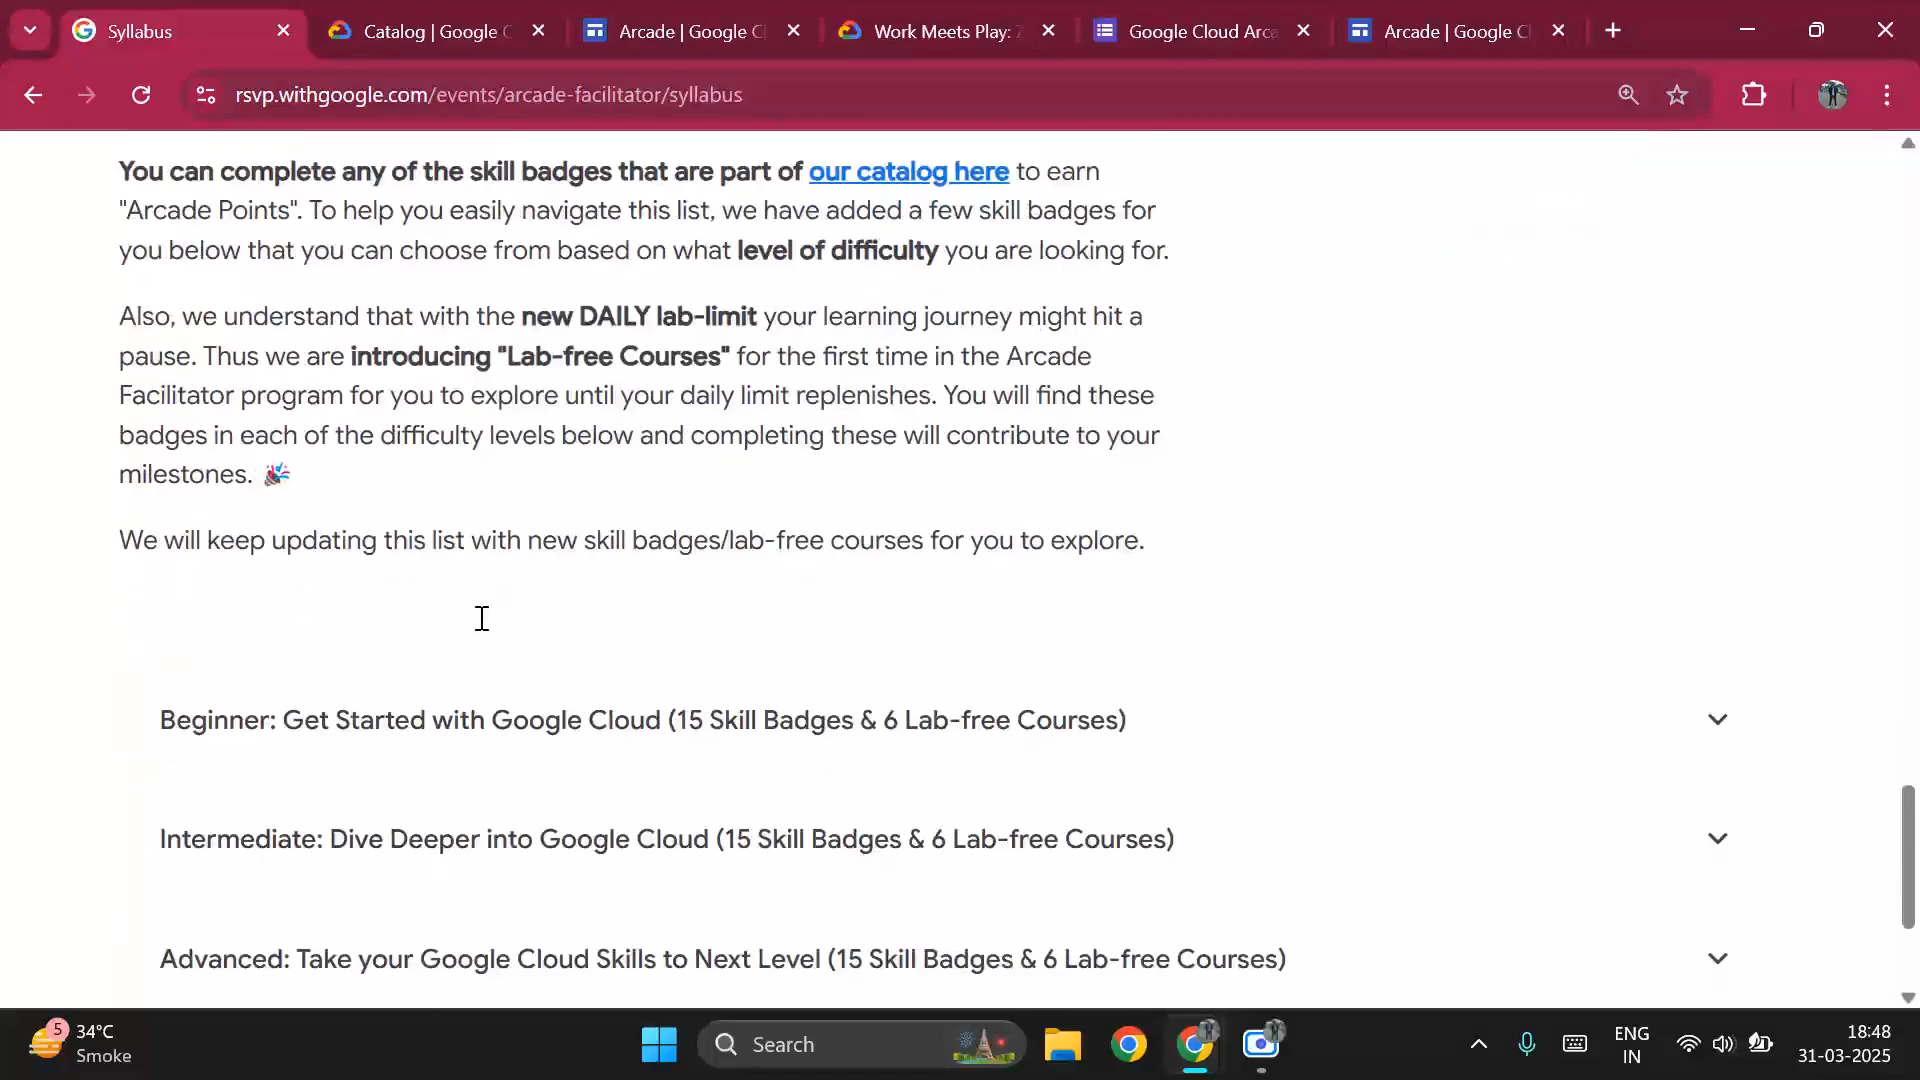 Syllabus
Catalog | Google C
Arcade | Google Cl
Work Meets Play: Z
Google Cloud Arca
Arcade | Google Cl
rsvp.withgoogle.com/events/arcade-facilitator/syllabus
You can complete any of the skill badges that are part of our catalog here to earn
"Arcade Points". To help you easily navigate this list, we have added a few skill badges for
you below that you can choose from based on what level of difficulty you are looking for.
Also, we understand that with the new DAILY lab-limit your learning journey might hit a
pause. Thus we are introducing "Lab-free Courses" for the first time in the Arcade
Facilitator program for you to explore until your daily limit replenishes. You will find these
badges in each of the difficulty levels below and completing these will contribute to your
milestones. 🎉
We will keep updating this list with new skill badges/lab-free courses for you to explore.
Beginner: Get Started with Google Cloud (15 Skill Badges & 6 Lab-free Courses)
Intermediate: Dive Deeper into Google Cloud (15 Skill Badges & 6 Lab-free Courses)
Advanced: Take your Google Cloud Skills to Next Level (15 Skill Badges & 6 Lab-free Courses)
5
34°C
Smoke
Search
ENG
IN
18:48
31-03-2025